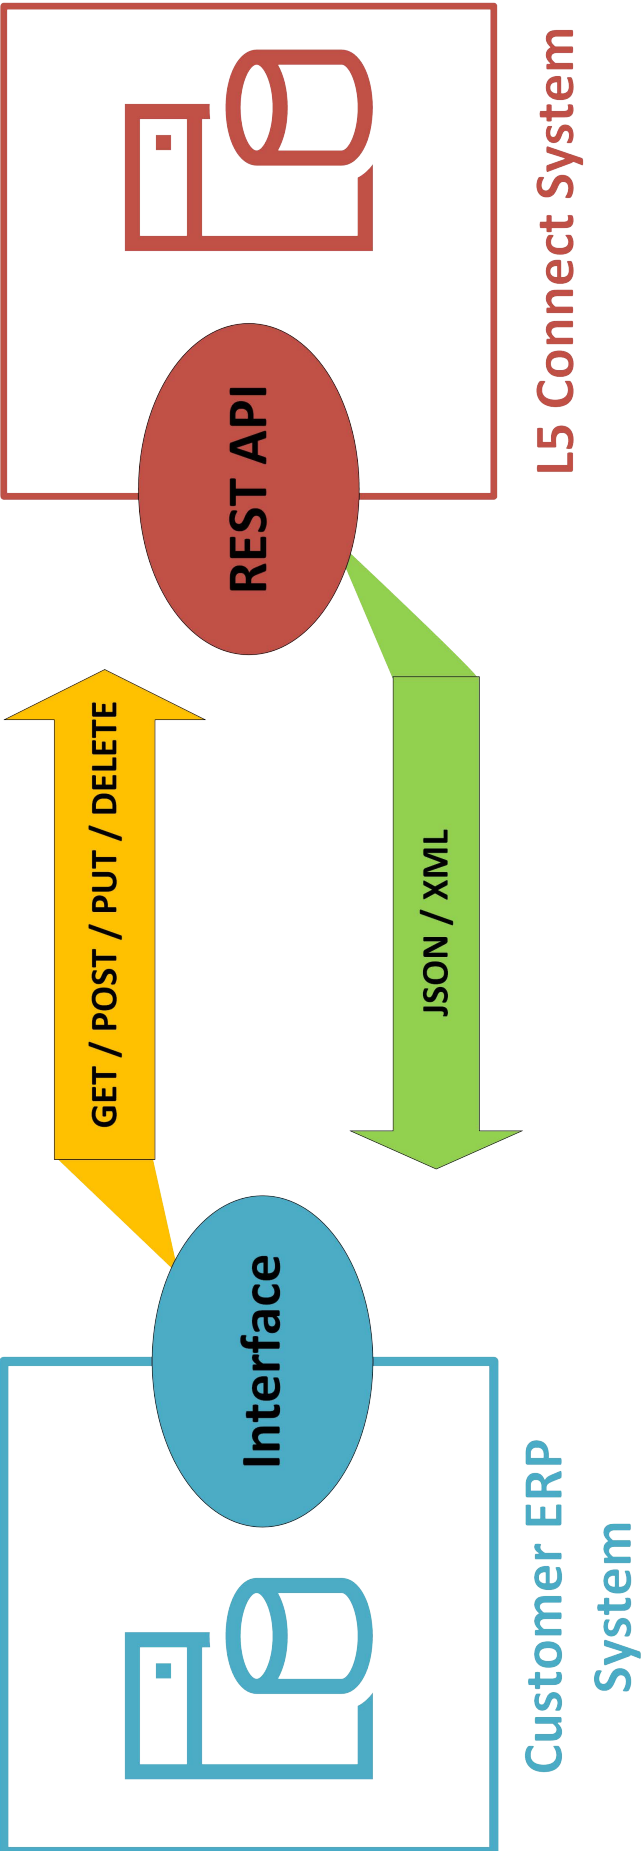 GET / POST / PUT / DELETE
Interface
REST API
JSON / XML
Customer ERP
System
L5 Connect System